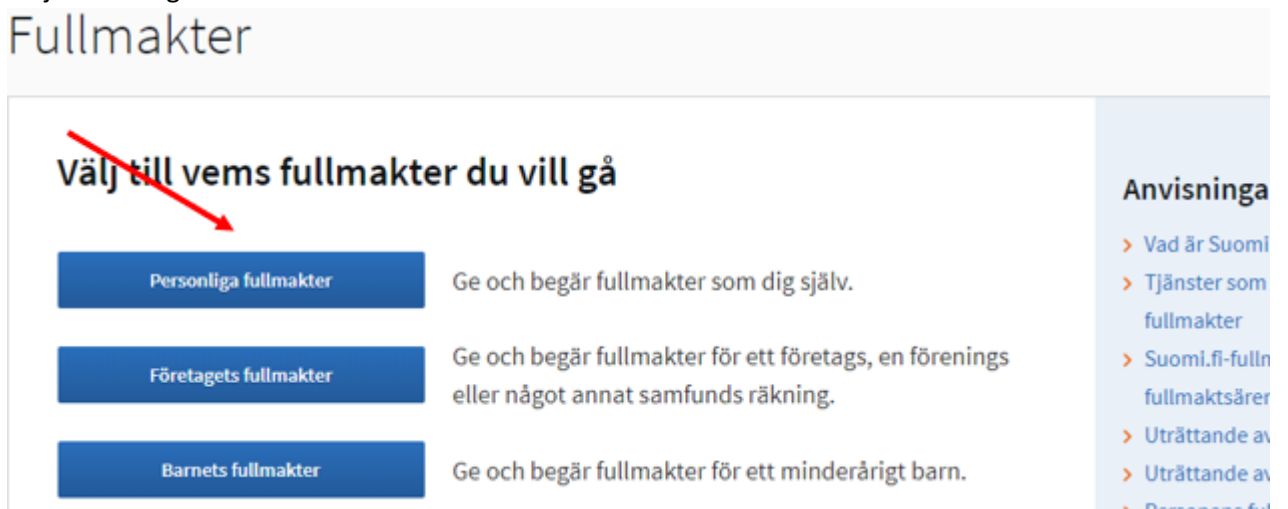 Fullmakter
Välj till vems fullmakter du vill gå
Personliga fullmakter
Ge och begär fullmakter som dig själv.
Företagets fullmakter
Ge och begär fullmakter för ett företags, en förenings
eller något annat samfunds räkning.
Barnets fullmakter
Ge och begär fullmakter för ett minderårigt barn.
Anvisninga
Vad är Suomi
Tjänster som
fullmakter
Suomi.fi-fulln
fullmaktsären
Uträttande av
Uträttande av